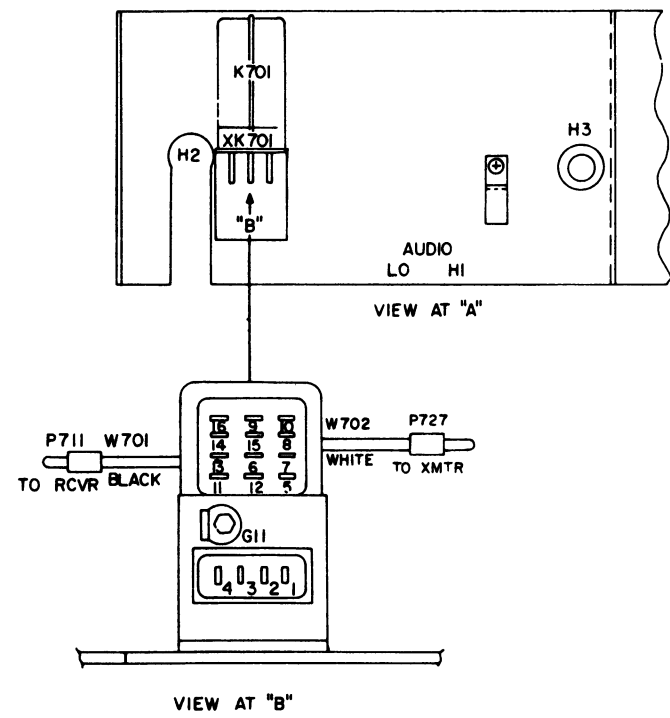 K701
XK701
H2
H3
"B"
AUDIO
LO HI
VIEW AT "A"
P711 W701
TO RCVR BLACK
16 9 10
14 15 8
13 6 7
11 12 5
W702 P727
WHITE TO XMTR
G11
4 3 2 1
VIEW AT "B"